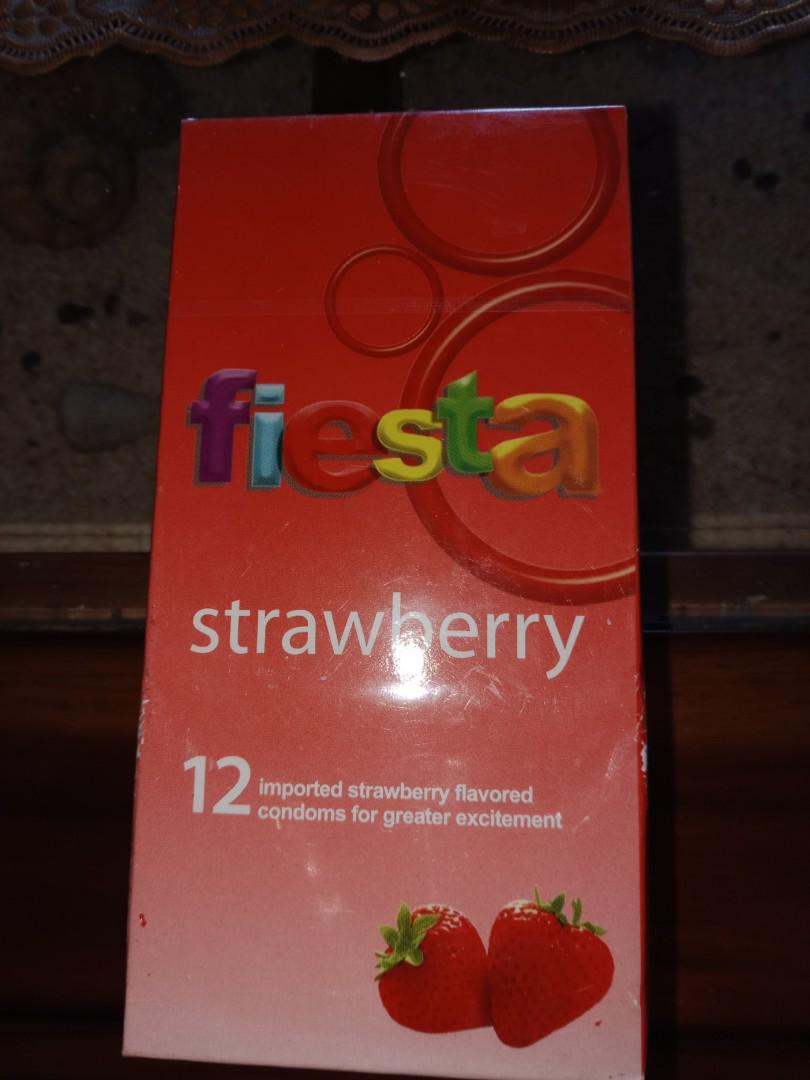 fiesta
strawberry
12 imported strawberry flavored
condoms for greater excitement